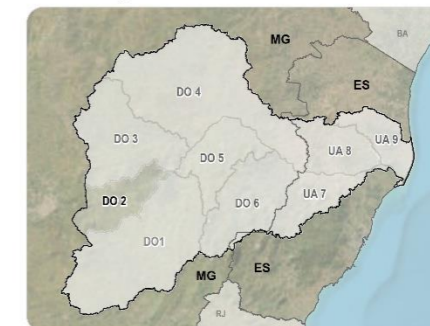 BA
MG
ES
DO 4
DO 3
UA 9
UA 8
DO 5
UA 7
DO 2
DO 6
DO1
MG
ES
RJ